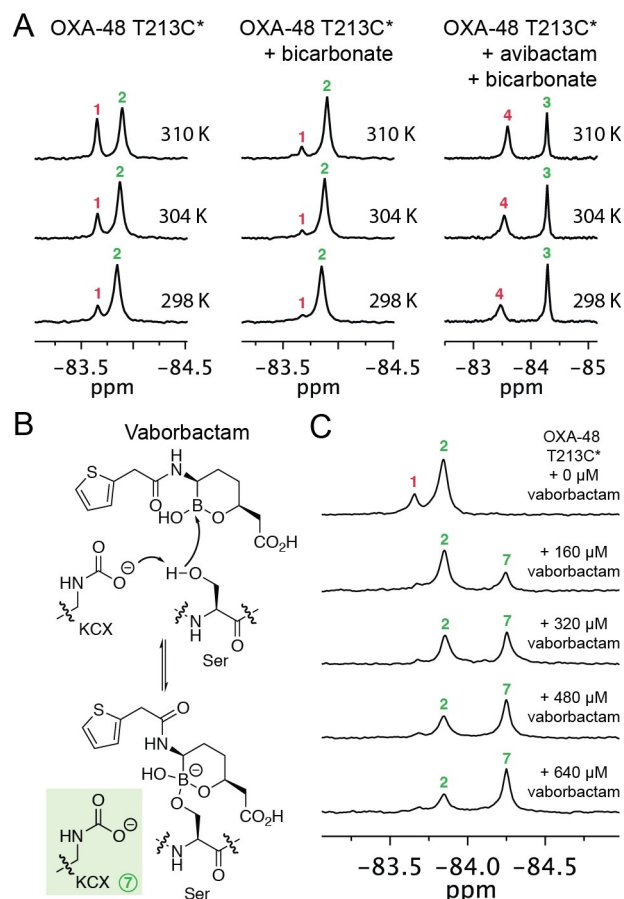 A
OXA-48 T213C*
OXA-48 T213C*
+ bicarbonate
OXA-48 T213C*
+ avibactam
+ bicarbonate
1 2 310 K
1 2 310 K
4 3 310 K
1 2 304 K
1 2 304 K
4 3 304 K
1 2 298 K
1 2 298 K
4 3 298 K
−83.5 −84.5
ppm
−83.5 −84.5
ppm
−83 −84 −85
ppm
B
Vaborbactam
S
H
N
O
B
HO
O
CO₂H
O
HN
O
⊖
KCX
H-O
N
H
O
Ser
S
O
HN
HO
B
⊖
O
O
CO₂H
O
HN
O
⊖
KCX 7
N
H
O
Ser
C
OXA-48
T213C*
+ 0 µM
vaborbactam
1 2
+ 160 µM
vaborbactam
2 7
+ 320 µM
vaborbactam
2 7
+ 480 µM
vaborbactam
2 7
+ 640 µM
vaborbactam
2 7
−83.5 −84.0 −84.5
ppm